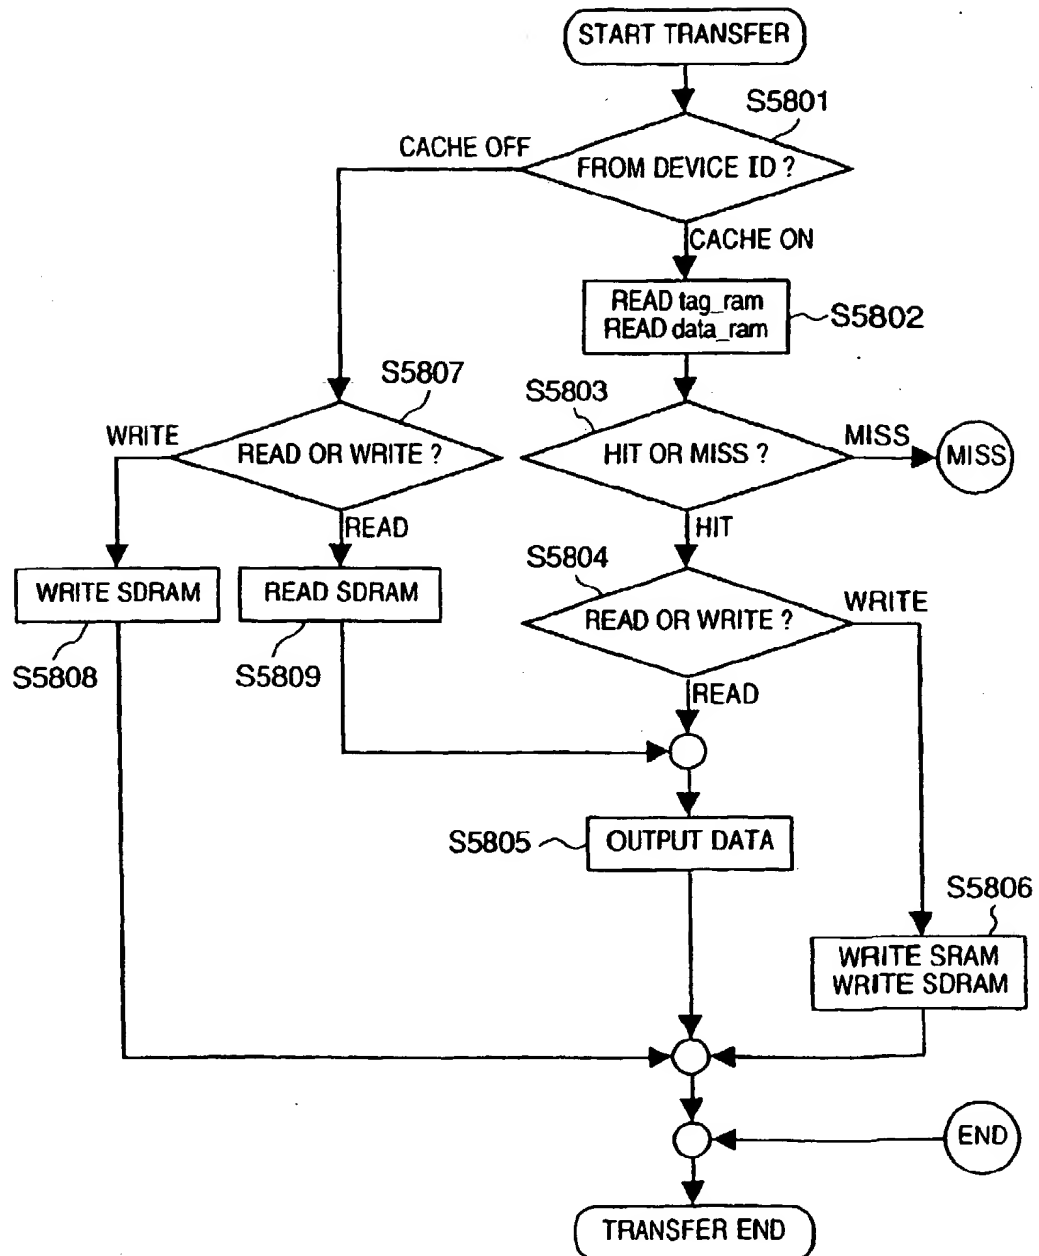 START TRANSFER
S5801
CACHE OFF
FROM DEVICE ID ?
CACHE ON
READ tag_ram
READ data_ram
S5802
S5807
S5803
WRITE
READ OR WRITE ?
HIT OR MISS ?
MISS
MISS
READ
HIT
S5804
WRITE SDRAM
READ SDRAM
READ OR WRITE ?
WRITE
S5808
S5809
READ
S5805
OUTPUT DATA
S5806
WRITE SRAM
WRITE SDRAM
END
TRANSFER END